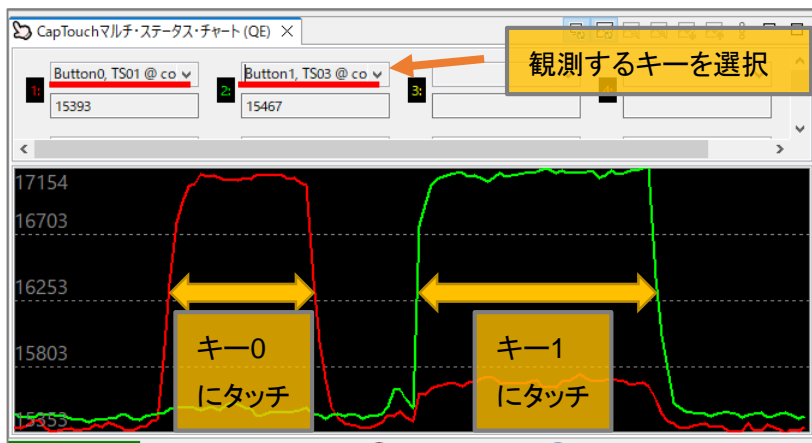 CapTouchマルチ・ステータス・チャート (QE)
観測するキーを選択
1:
Button0, TS01 @ co
15393
2:
Button1, TS03 @ co
15467
3:
17154
16703
16253
15803
15353
キー0
にタッチ
キー1
にタッチ